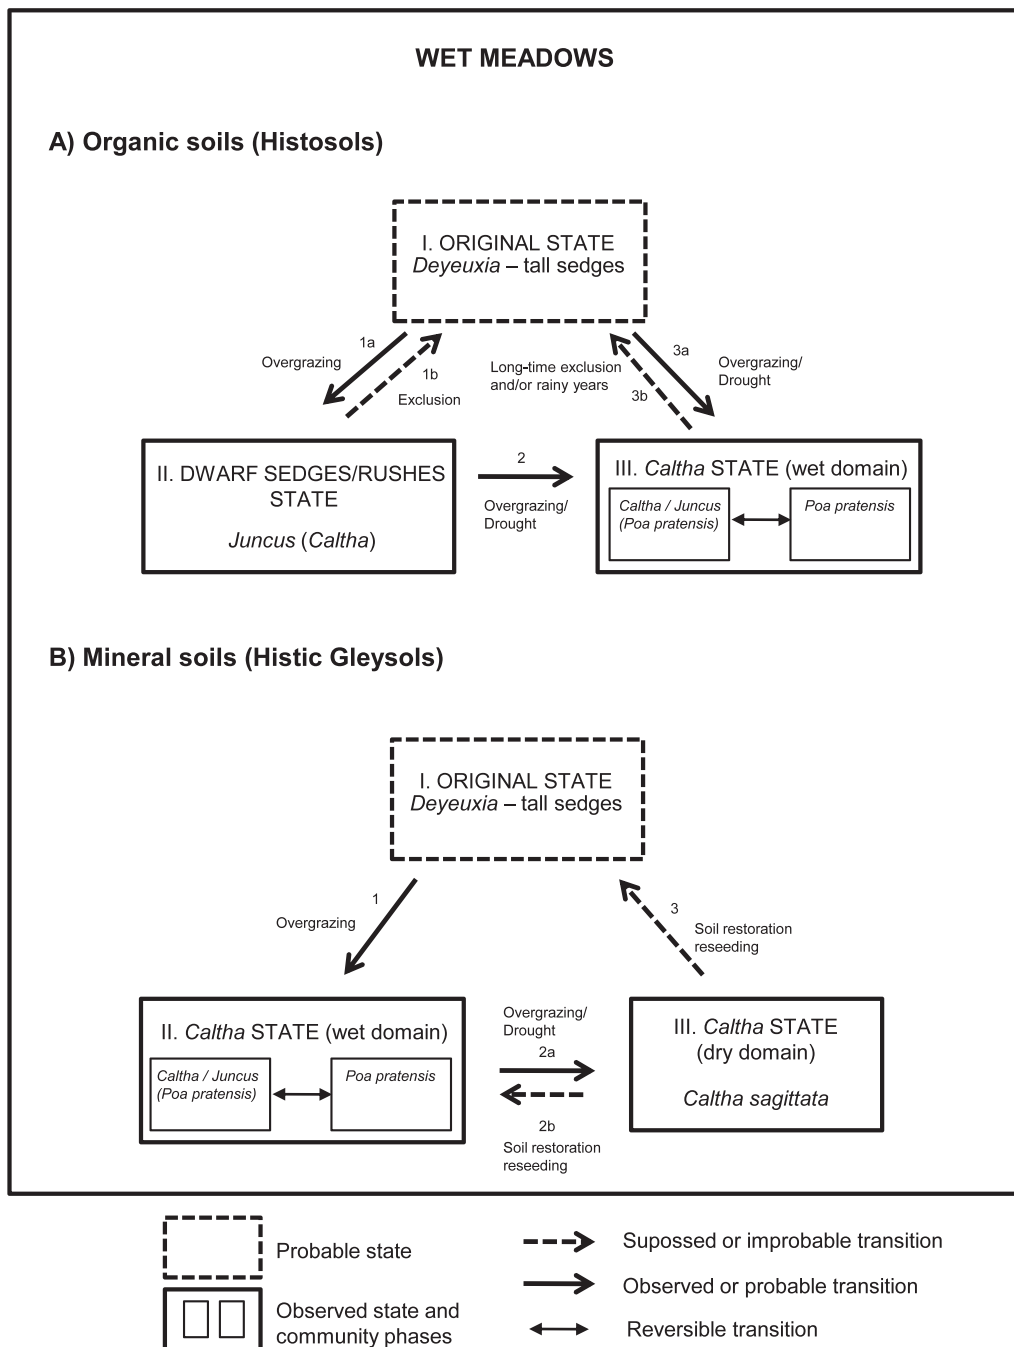 WET MEADOWS
A) Organic soils (Histosols)
I. ORIGINAL STATE
Deyeuxia – tall sedges
1a
Overgrazing
1b
Exclusion
Long-time exclusion
and/or rainy years
3b
3a
Overgrazing/
Drought
II. DWARF SEDGES/RUSHES
STATE
Juncus (Caltha)
2
Overgrazing/
Drought
III. Caltha STATE (wet domain)
Caltha / Juncus
(Poa pratensis)
Poa pratensis
B) Mineral soils (Histic Gleysols)
I. ORIGINAL STATE
Deyeuxia – tall sedges
1
Overgrazing
3
Soil restoration
reseeding
II. Caltha STATE (wet domain)
Caltha / Juncus
(Poa pratensis)
Poa pratensis
Overgrazing/
Drought
2a
2b
Soil restoration
reseeding
III. Caltha STATE
(dry domain)
Caltha sagittata
Probable state
Observed state and
community phases
Supossed or improbable transition
Observed or probable transition
Reversible transition